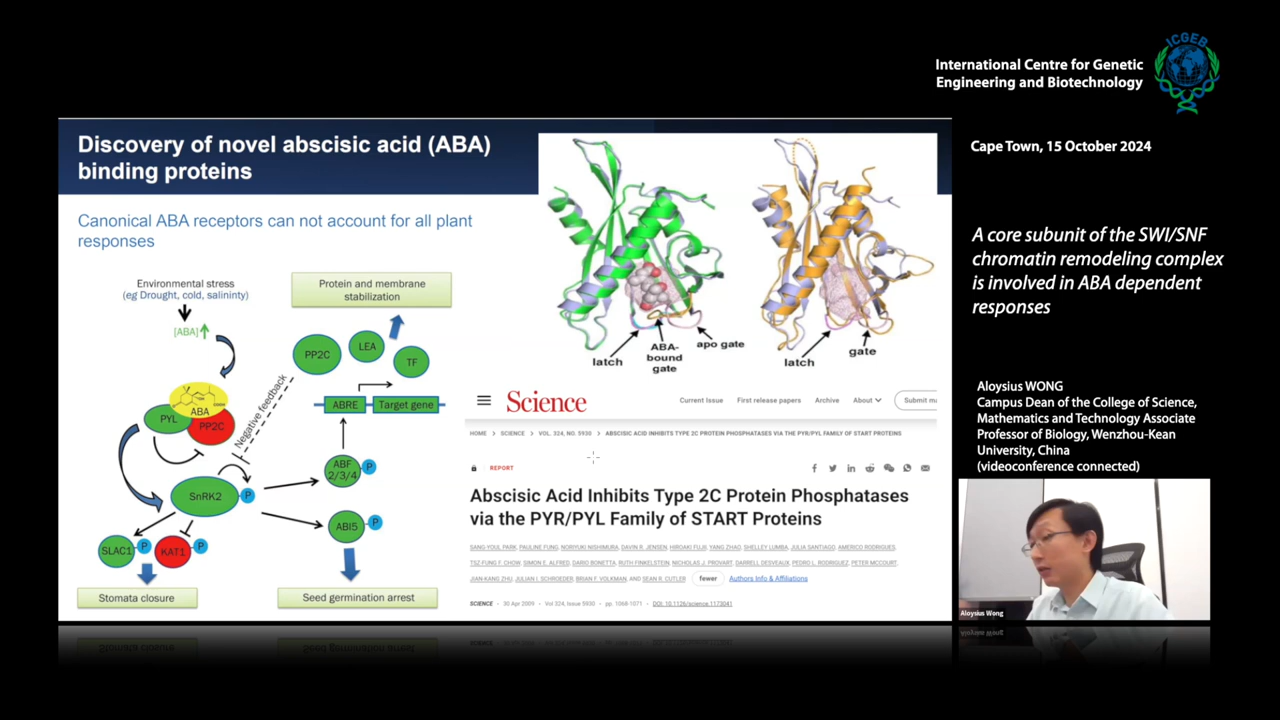 ICGEB
International Centre for Genetic
Engineering and Biotechnology
Cape Town, 15 October 2024
A core subunit of the SWI/SNF
chromatin remodeling complex
is involved in ABA dependent
responses
Aloysius WONG
Campus Dean of the College of Science,
Mathematics and Technology Associate
Professor of Biology, Wenzhou-Kean
University, China
(videoconference connected)
Aloysius Wong
Discovery of novel abscisic acid (ABA)
binding proteins
Canonical ABA receptors can not account for all plant
responses
Environmental stress
(eg Drought, cold, salininty)
[ABA]
ABA
PYL
PP2C
SnRK2
P
SLAC1
P
KAT1
P
Stomata closure
Protein and membrane
stabilization
PP2C
LEA
TF
Negative feedback
ABRE
Target gene
ABF
2/3/4
P
ABI5
P
Seed germination arrest
latch
ABA-
bound
gate
apo gate
latch
gate
Science
Current Issue
First release papers
Archive
About
Submit ma
HOME > SCIENCE > VOL. 324, NO. 5930 > ABSCISIC ACID INHIBITS TYPE 2C PROTEIN PHOSPHATASES VIA THE PYR/PYL FAMILY OF START PROTEINS
REPORT
Abscisic Acid Inhibits Type 2C Protein Phosphatases
via the PYR/PYL Family of START Proteins
SANG-YOUL PARK, PAULINE FUNG, NORIYUKI NISHIMURA, DAVIN R. JENSEN, HIROAKI FUJII, YANG ZHAO, SHELLEY LUMBA, JULIA SANTIAGO, AMERICO RODRIGUES,
TSZ-FUNG F. CHOW, SIMON E. ALFRED, DARIO BONETTA, RUTH FINKELSTEIN, NICHOLAS J. PROVART, DARRELL DESVEAUX, PEDRO L. RODRIGUEZ, PETER MCCOURT,
JIAN-KANG ZHU, JULIAN I. SCHROEDER, BRIAN F. VOLKMAN, AND SEAN R. CUTLER
fewer
Authors Info & Affiliations
SCIENCE • 30 Apr 2009 • Vol 324, Issue 5930 • pp. 1068-1071 • DOI: 10.1126/science.1173041